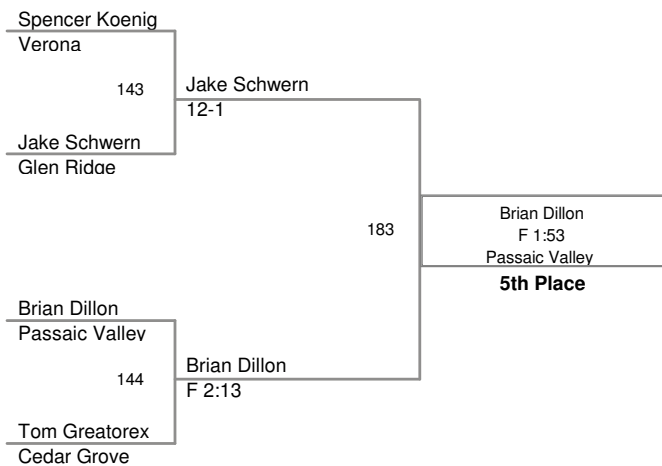 Spencer Koenig
Verona
143
Jake Schwern
12-1
Jake Schwern
Glen Ridge
183
Brian Dillon
F 1:53
Passaic Valley
5th Place
Brian Dillon
Passaic Valley
144
Brian Dillon
F 2:13
Tom Greatorex
Cedar Grove